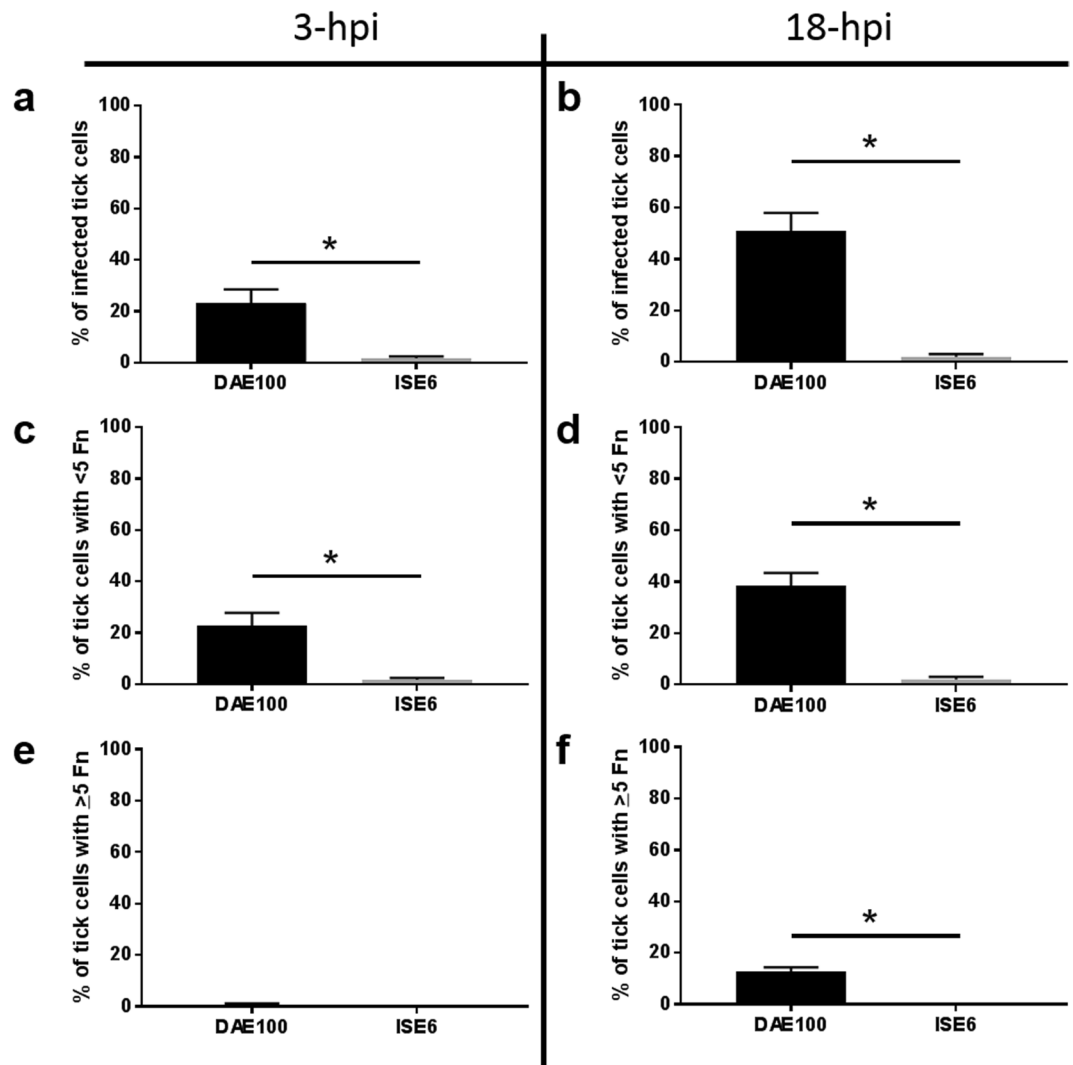 3-hpi
18-hpi
a
% of infected tick cells
100
80
60
40
20
0
*
DAE100
ISE6
b
% of infected tick cells
100
80
60
40
20
0
*
DAE100
ISE6
c
% of tick cells with <5 Fn
100
80
60
40
20
0
*
DAE100
ISE6
d
% of tick cells with <5 Fn
100
80
60
40
20
0
*
DAE100
ISE6
e
% of tick cells with ≥5 Fn
100
80
60
40
20
0
DAE100
ISE6
f
% of tick cells with ≥5 Fn
100
80
60
40
20
0
*
DAE100
ISE6